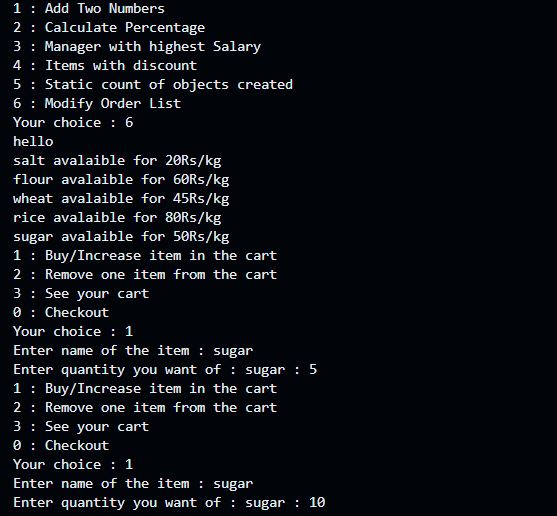 1 : Add Two Numbers
2 : Calculate Percentage
3 : Manager with highest Salary
4 : Items with discount
5 : Static count of objects created
6 : Modify Order List
Your choice : 6
hello
salt avalaible for 20Rs/kg
flour avalaible for 60Rs/kg
wheat avalaible for 45Rs/kg
rice avalaible for 80Rs/kg
sugar avalaible for 50Rs/kg
1 : Buy/Increase item in the cart
2 : Remove one item from the cart
3 : See your cart
0 : Checkout
Your choice : 1
Enter name of the item : sugar
Enter quantity you want of : sugar : 5
1 : Buy/Increase item in the cart
2 : Remove one item from the cart
3 : See your cart
0 : Checkout
Your choice : 1
Enter name of the item : sugar
Enter quantity you want of : sugar : 10